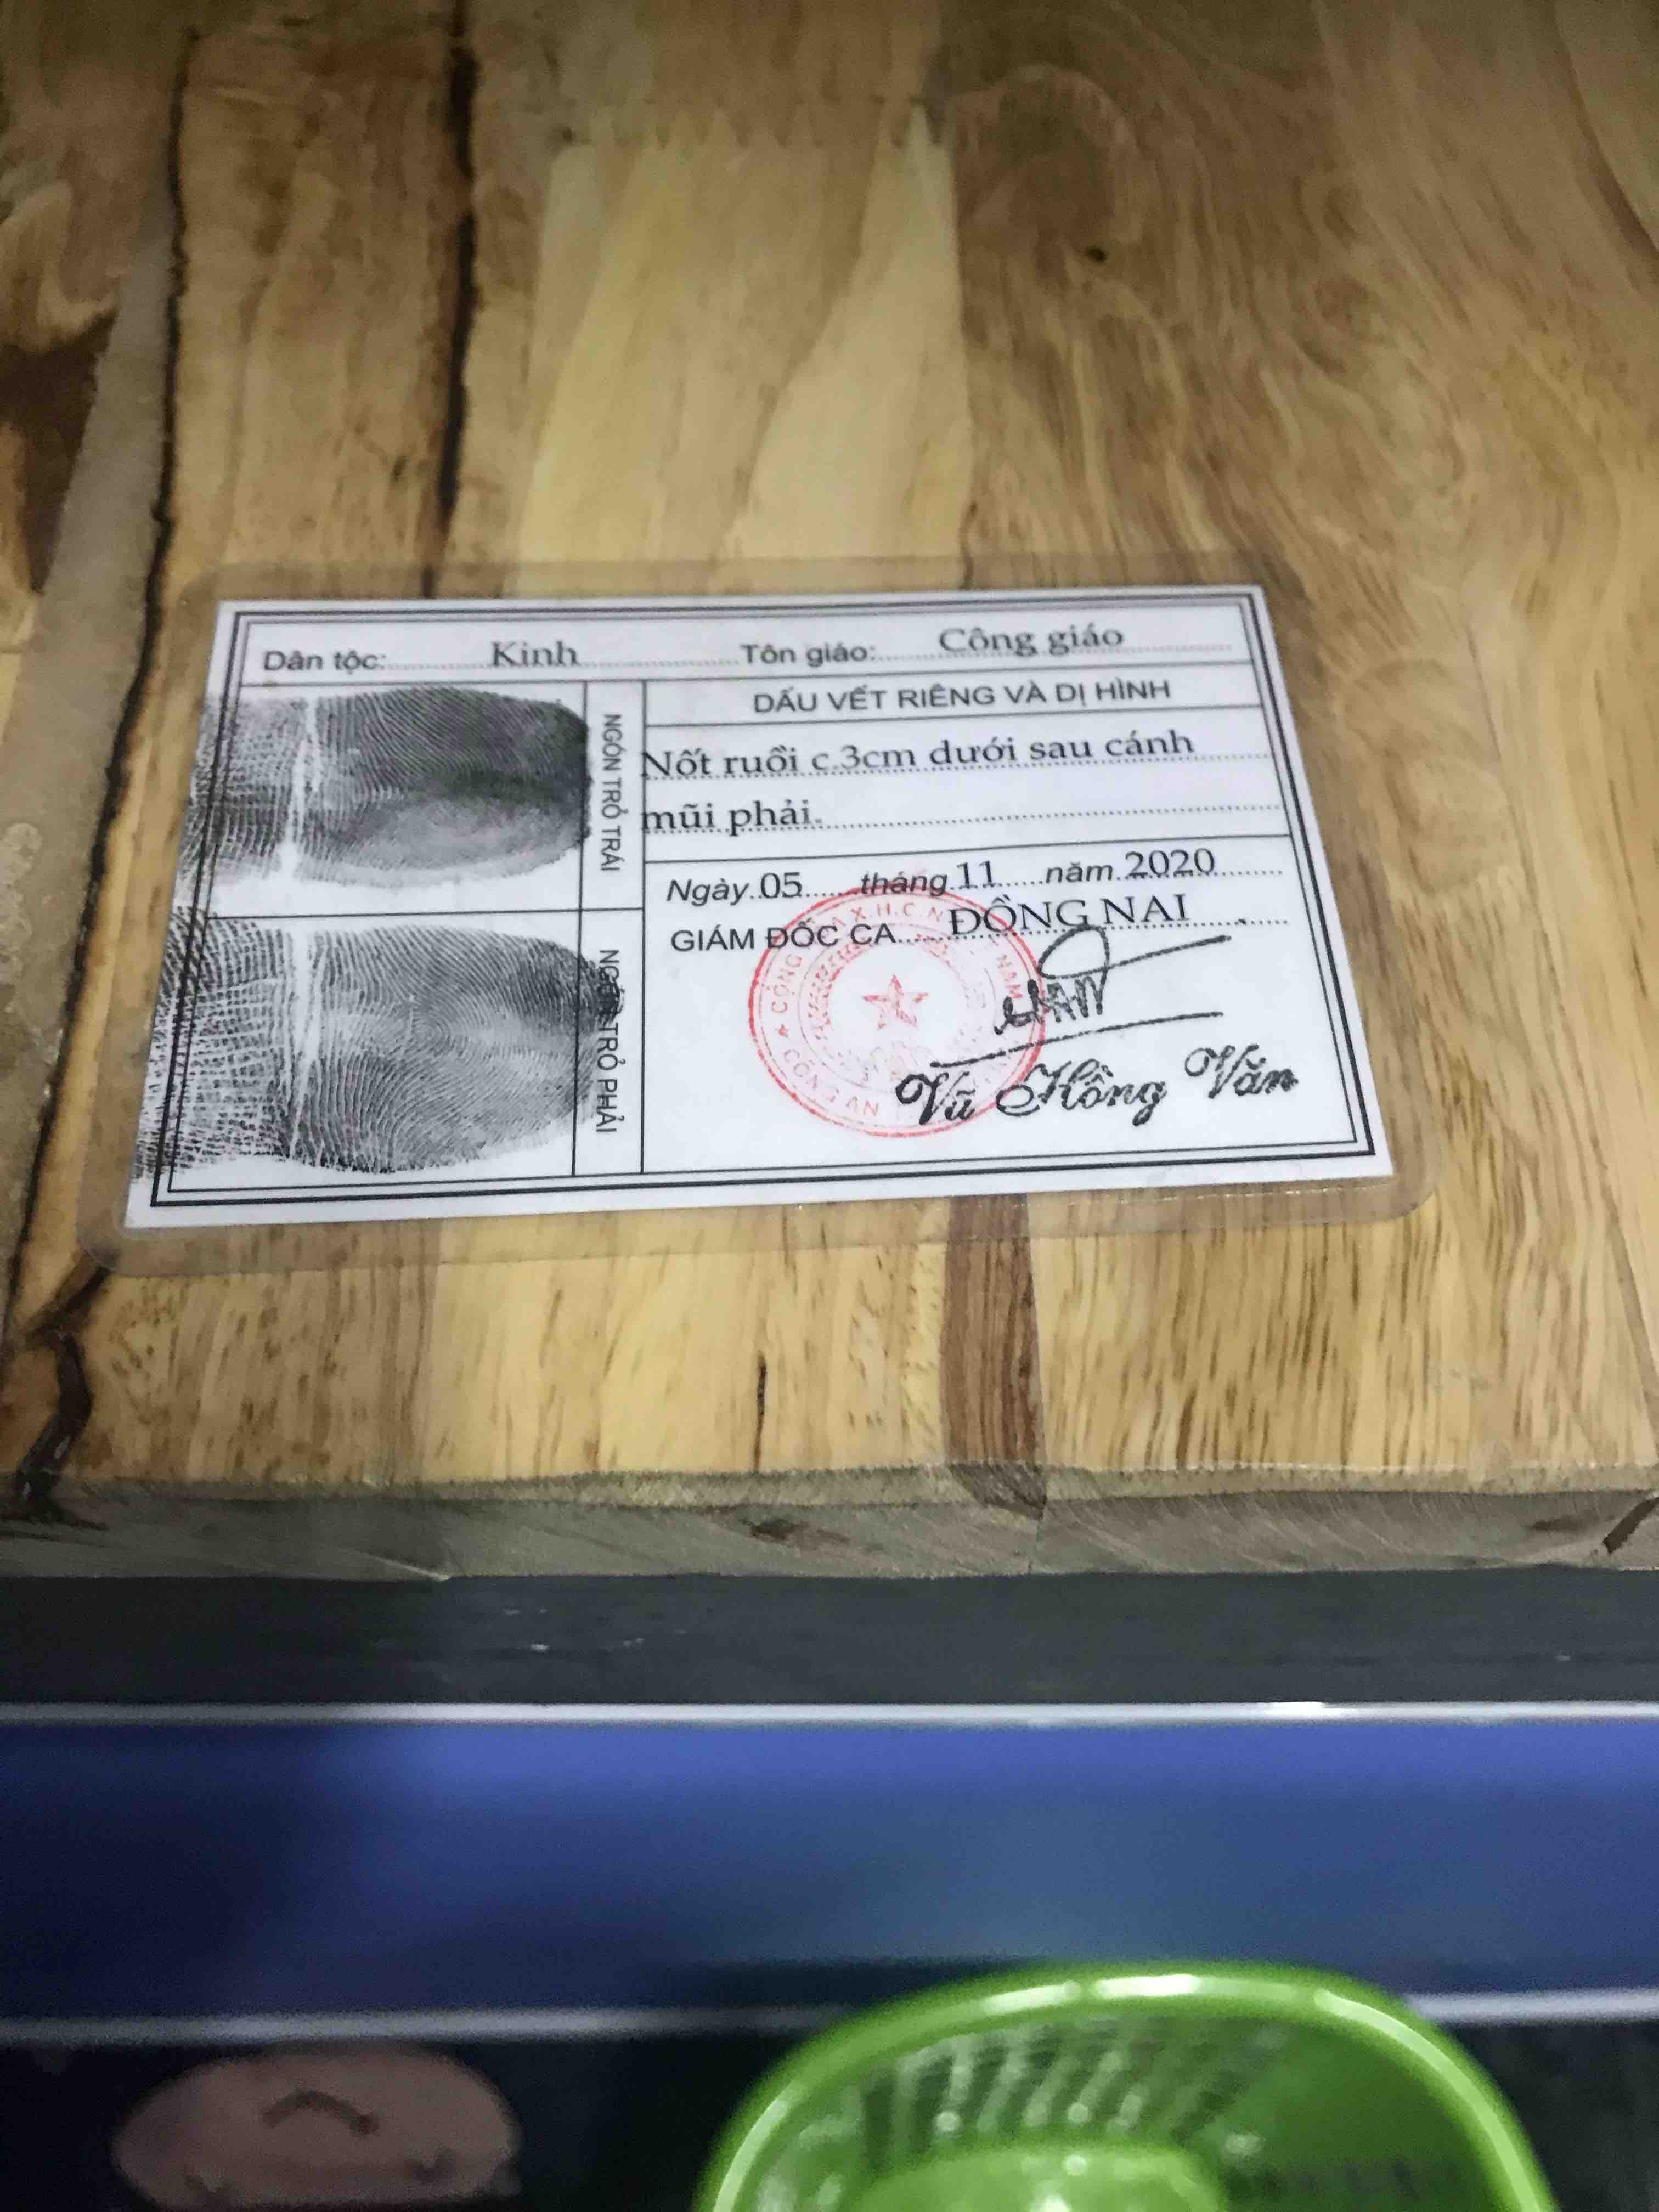 Dân tộc: Kinh Tôn giáo: Công giáo
NGÓN TRỎ TRÁI
NGÓN TRỎ PHẢI
DẤU VẾT RIÊNG VÀ DỊ HÌNH
Nốt ruồi c.3cm dưới sau cánh
mũi phải.
Ngày 05 tháng 11 năm 2020
GIÁM ĐỐC CA ĐỒNG NAI
Vũ Hồng Văn